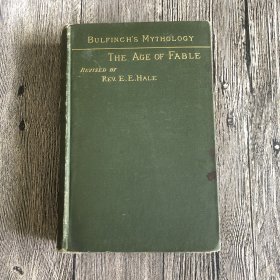 BULFINCH'S MYTHOLOGY
THE AGE OF FABLE
REVISED BY
REV. E. E. HALE